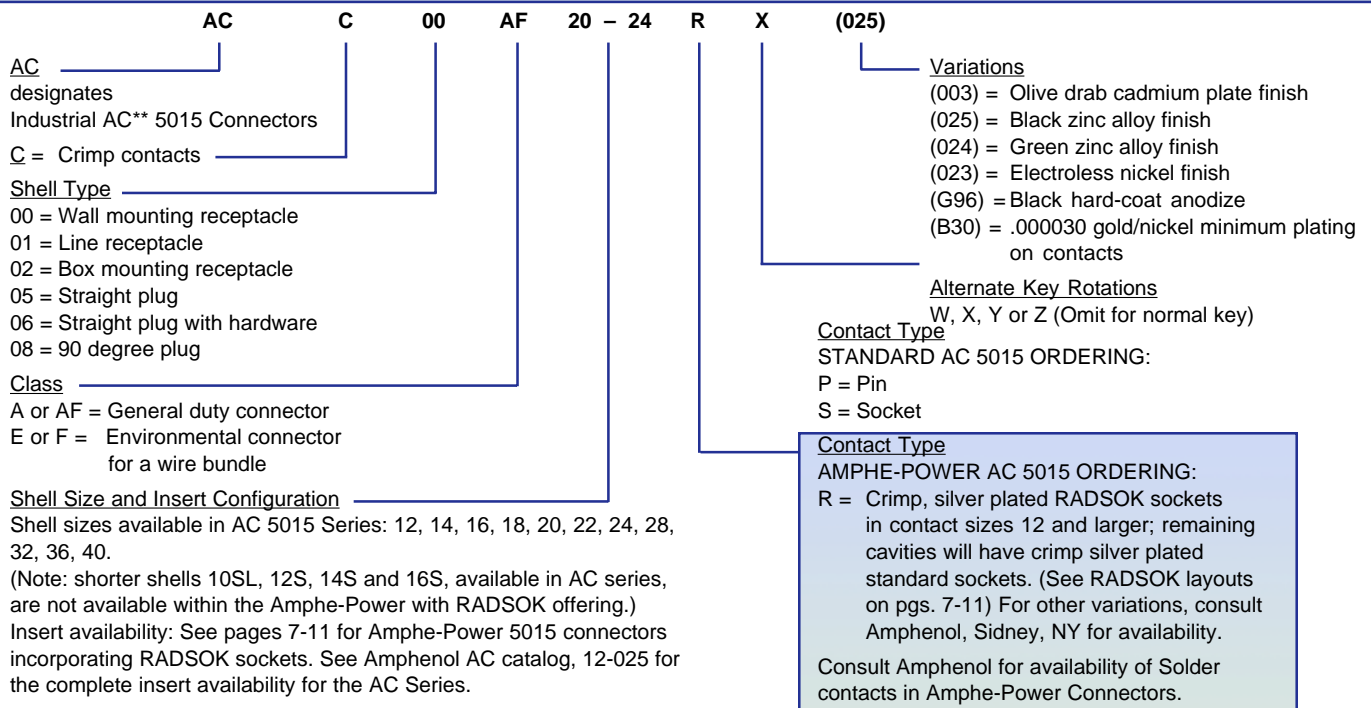 AC C 00 AF 20 – 24 R X (025)
AC
designates
Industrial AC** 5015 Connectors
C = Crimp contacts
Shell Type
00 = Wall mounting receptacle
01 = Line receptacle
02 = Box mounting receptacle
05 = Straight plug
06 = Straight plug with hardware
08 = 90 degree plug
Class
A or AF = General duty connector
E or F = Environmental connector
for a wire bundle
Shell Size and Insert Configuration
Shell sizes available in AC 5015 Series: 12, 14, 16, 18, 20, 22, 24, 28,
32, 36, 40.
(Note: shorter shells 10SL, 12S, 14S and 16S, available in AC series,
are not available within the Amphe-Power with RADSOK offering.)
Insert availability: See pages 7-11 for Amphe-Power 5015 connectors
incorporating RADSOK sockets. See Amphenol AC catalog, 12-025 for
the complete insert availability for the AC Series.
Variations
(003) = Olive drab cadmium plate finish
(025) = Black zinc alloy finish
(024) = Green zinc alloy finish
(023) = Electroless nickel finish
(G96) = Black hard-coat anodize
(B30) = .000030 gold/nickel minimum plating
on contacts
Alternate Key Rotations
W, X, Y or Z (Omit for normal key)
Contact Type
STANDARD AC 5015 ORDERING:
P = Pin
S = Socket
Contact Type
AMPHE-POWER AC 5015 ORDERING:
R = Crimp, silver plated RADSOK sockets
in contact sizes 12 and larger; remaining
cavities will have crimp silver plated
standard sockets. (See RADSOK layouts
on pgs. 7-11) For other variations, consult
Amphenol, Sidney, NY for availability.
Consult Amphenol for availability of Solder
contacts in Amphe-Power Connectors.